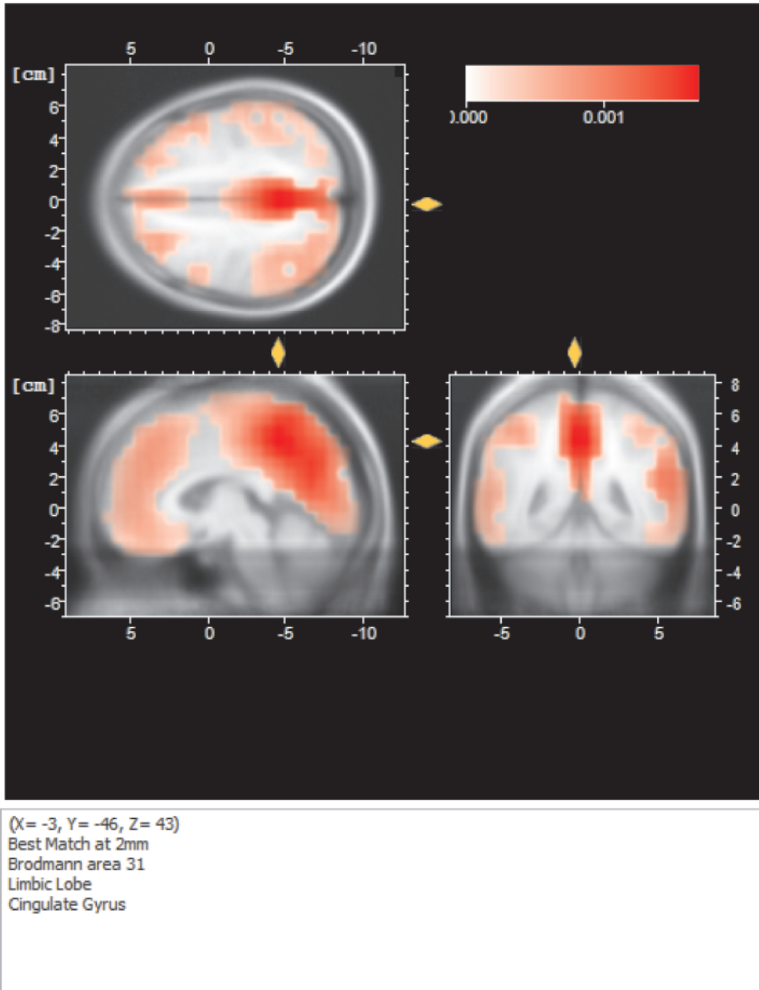 5 0 -5 -10
[cm]
6
4
2
0
-2
-4
-6
-8
0.000 0.001
[cm]
6
4
2
0
-2
-4
-6
5 0 -5 -10
8
6
4
2
0
-2
-4
-6
-5 0 5
(X= -3, Y= -46, Z= 43)
Best Match at 2mm
Brodmann area 31
Limbic Lobe
Cingulate Gyrus